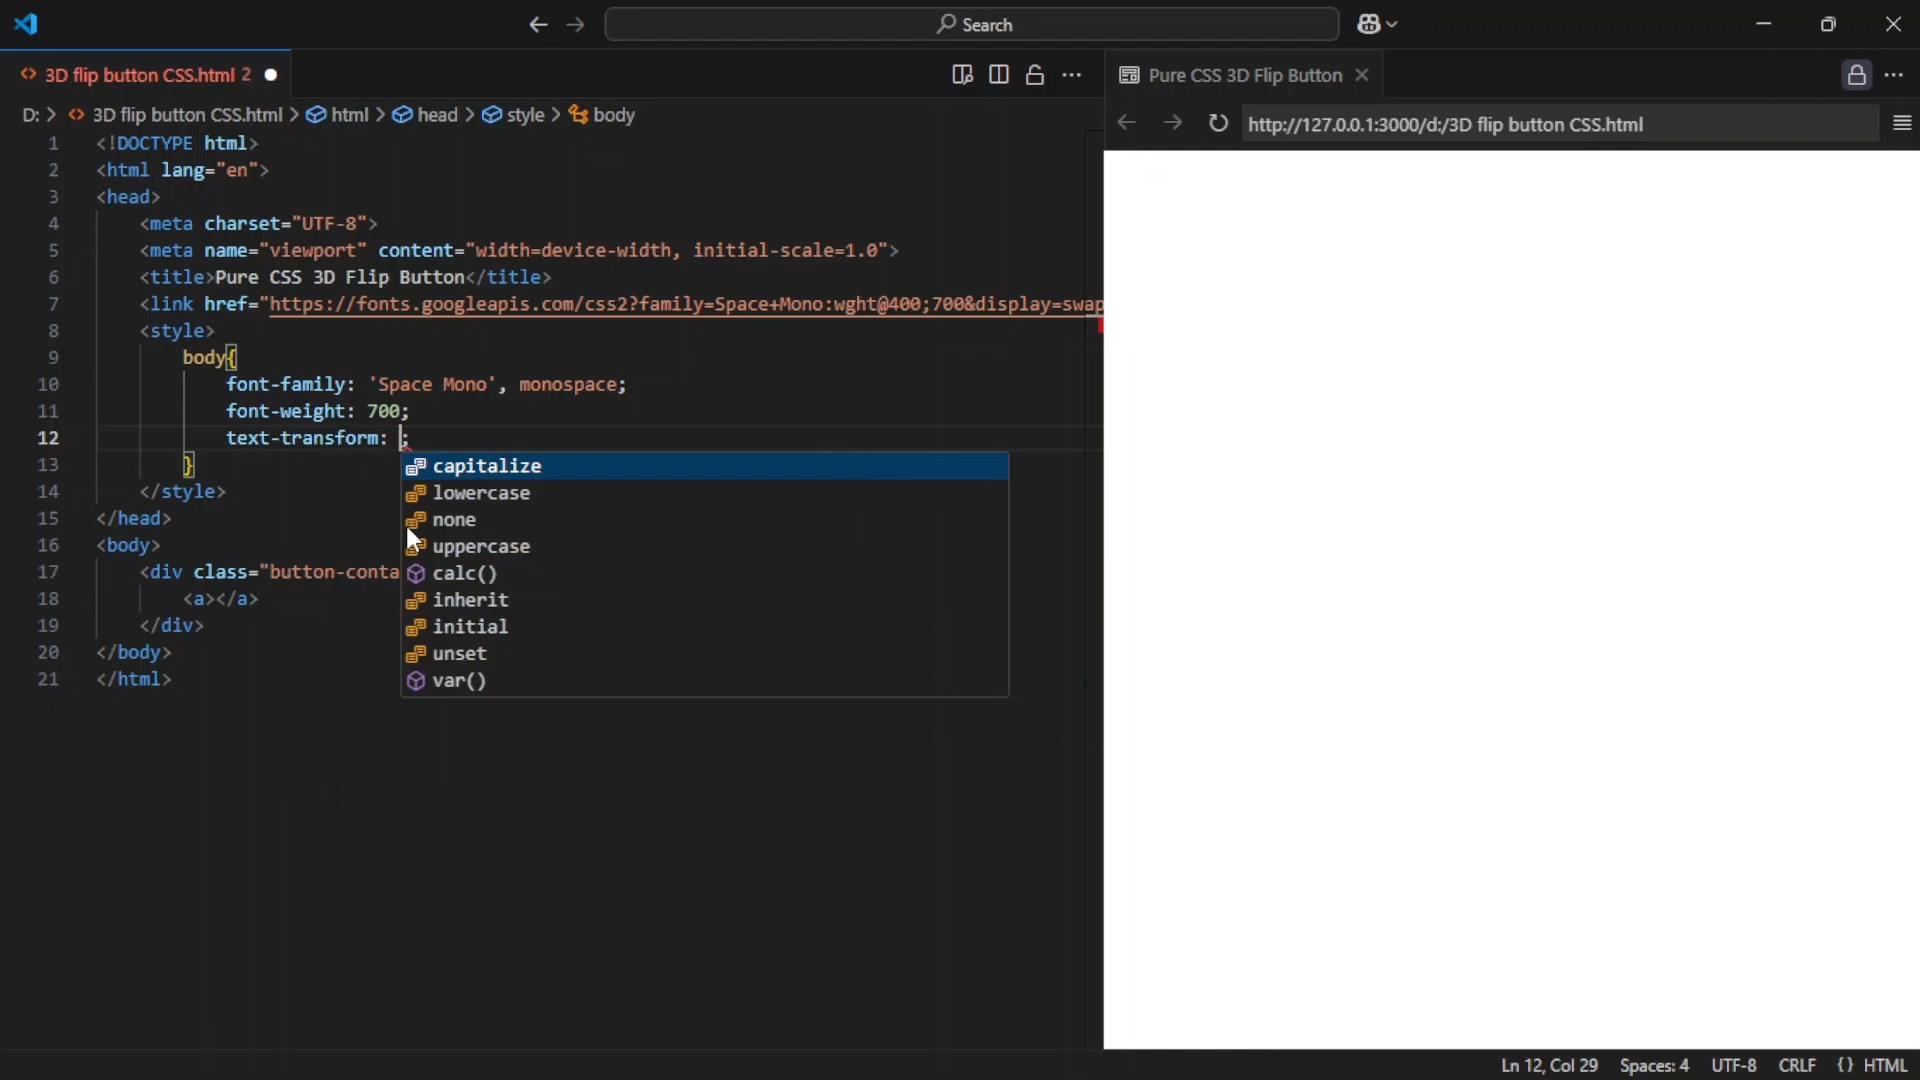 Search
3D flip button CSS.html 2
Pure CSS 3D Flip Button
D: > 3D flip button CSS.html > html > head > style > body
http://127.0.0.1:3000/d:/3D flip button CSS.html
1 <!DOCTYPE html>
2 <html lang="en">
3 <head>
4 <meta charset="UTF-8">
5 <meta name="viewport" content="width=device-width, initial-scale=1.0">
6 <title>Pure CSS 3D Flip Button</title>
7 <link href="https://fonts.googleapis.com/css2?family=Space+Mono:wght@400;700&display=swap
8 <style>
9 body{
10 font-family: 'Space Mono', monospace;
11 font-weight: 700;
12 text-transform: ;
13 }
14 </style>
15 </head>
16 <body>
17 <div class="button-conta
18 <a></a>
19 </div>
20 </body>
21 </html>
capitalize
lowercase
none
uppercase
calc()
inherit
initial
unset
var()
Ln 12, Col 29 Spaces: 4 UTF-8 CRLF {} HTML